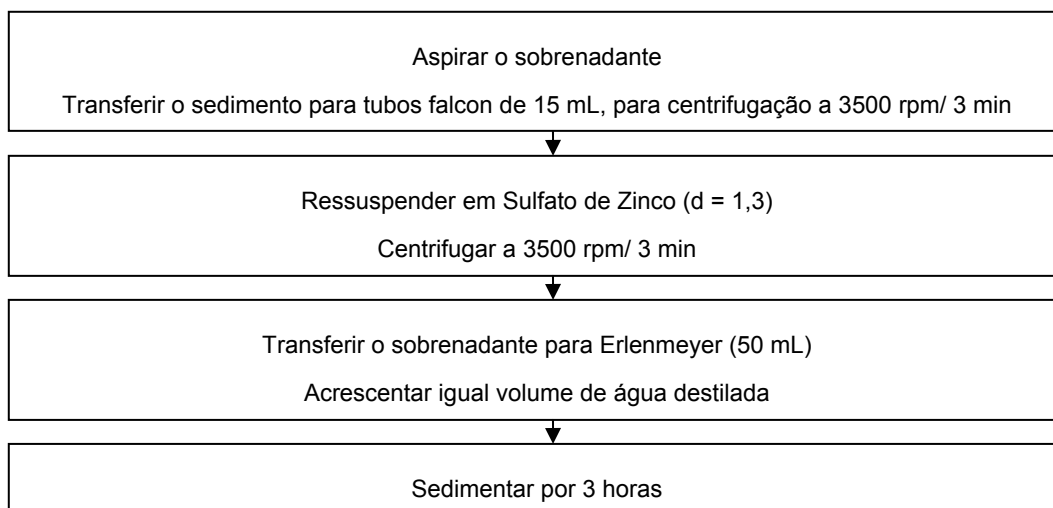 Aspirar o sobrenadante
Transferir o sedimento para tubos falcon de 15 mL, para centrifugação a 3500 rpm/ 3 min
Ressuspender em Sulfato de Zinco (d = 1,3)
Centrifugar a 3500 rpm/ 3 min
Transferir o sobrenadante para Erlenmeyer (50 mL)
Acrescentar igual volume de água destilada
Sedimentar por 3 horas